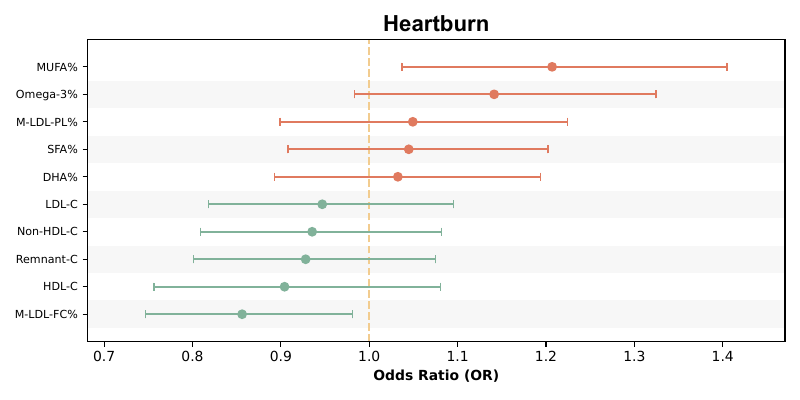 Heartburn
MUFA%
Omega-3%
M-LDL-PL%
SFA%
DHA%
LDL-C
Non-HDL-C
Remnant-C
HDL-C
M-LDL-FC%
0.7 0.8 0.9 1.0 1.1 1.2 1.3 1.4
Odds Ratio (OR)